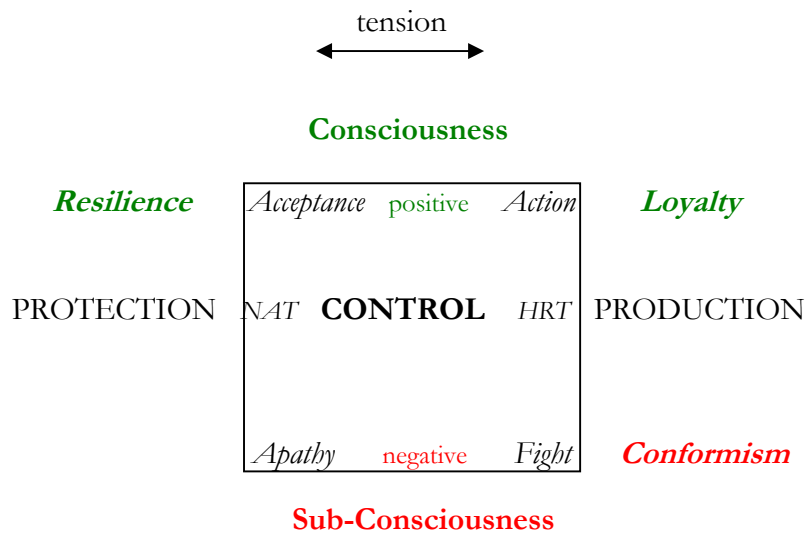 tension
Consciousness
Resilience Acceptance positive Action Loyalty
PROTECTION NAT CONTROL HRT PRODUCTION
Apathy negative Fight Conformism
Sub-Consciousness